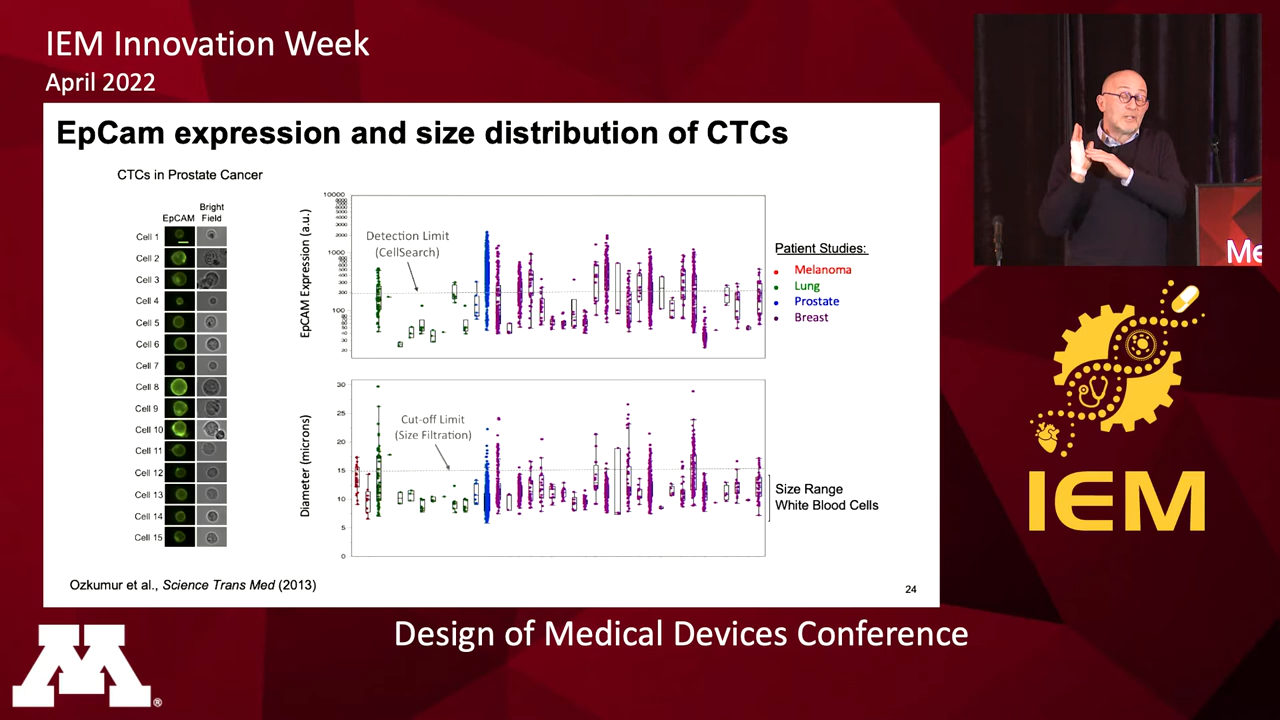 IEM Innovation Week
April 2022
EpCam expression and size distribution of CTCs
CTCs in Prostate Cancer
EpCAM
Bright
Field
Cell 1
Cell 2
Cell 3
Cell 4
Cell 5
Cell 6
Cell 7
Cell 8
Cell 9
Cell 10
Cell 11
Cell 12
Cell 13
Cell 14
Cell 15
EpCAM Expression (a.u.)
10000
1000
100
Detection Limit
(CellSearch)
Diameter (microns)
30
25
20
15
10
5
0
Cut-off Limit
(Size Filtration)
Patient Studies:
Melanoma
Lung
Prostate
Breast
Size Range
White Blood Cells
Ozkumur et al., Science Trans Med (2013)
24
Me
IEM
Design of Medical Devices Conference
M®